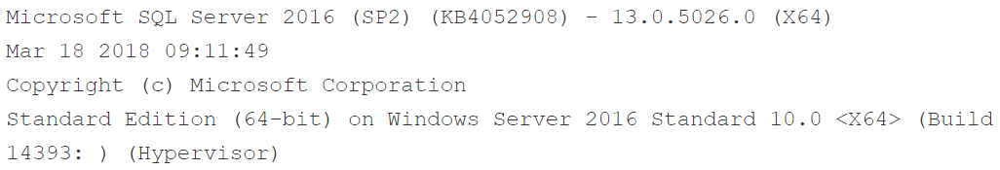 Microsoft SQL Server 2016 (SP2) (KB4052908) - 13.0.5026.0 (X64)
Mar 18 2018 09:11:49
Copyright (c) Microsoft Corporation
Standard Edition (64-bit) on Windows Server 2016 Standard 10.0 <X64> (Build
14393: ) (Hypervisor)